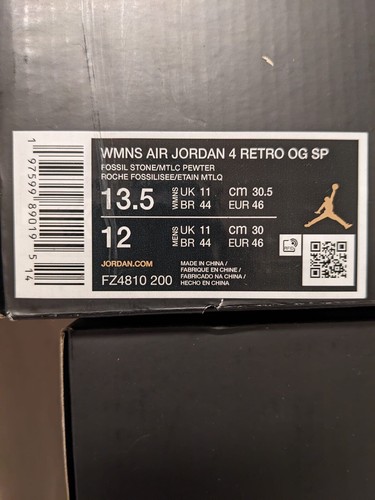 WMNS AIR JORDAN 4 RETRO OG SP
FOSSIL STONE/MTLC PEWTER
ROCHE FOSSILISEE/ETAIN MTLQ
13.5 WMNS UK 11 cm 30.5
BR 44 EUR 46
12 MENS UK 11 cm 30
BR 44 EUR 46
JORDAN.COM
FZ4810 200
MADE IN CHINA /
FABRIQUE EN CHINE /
FABRICADO NA CHINA /
HECHO EN CHINA
1 97599 89019 5 14